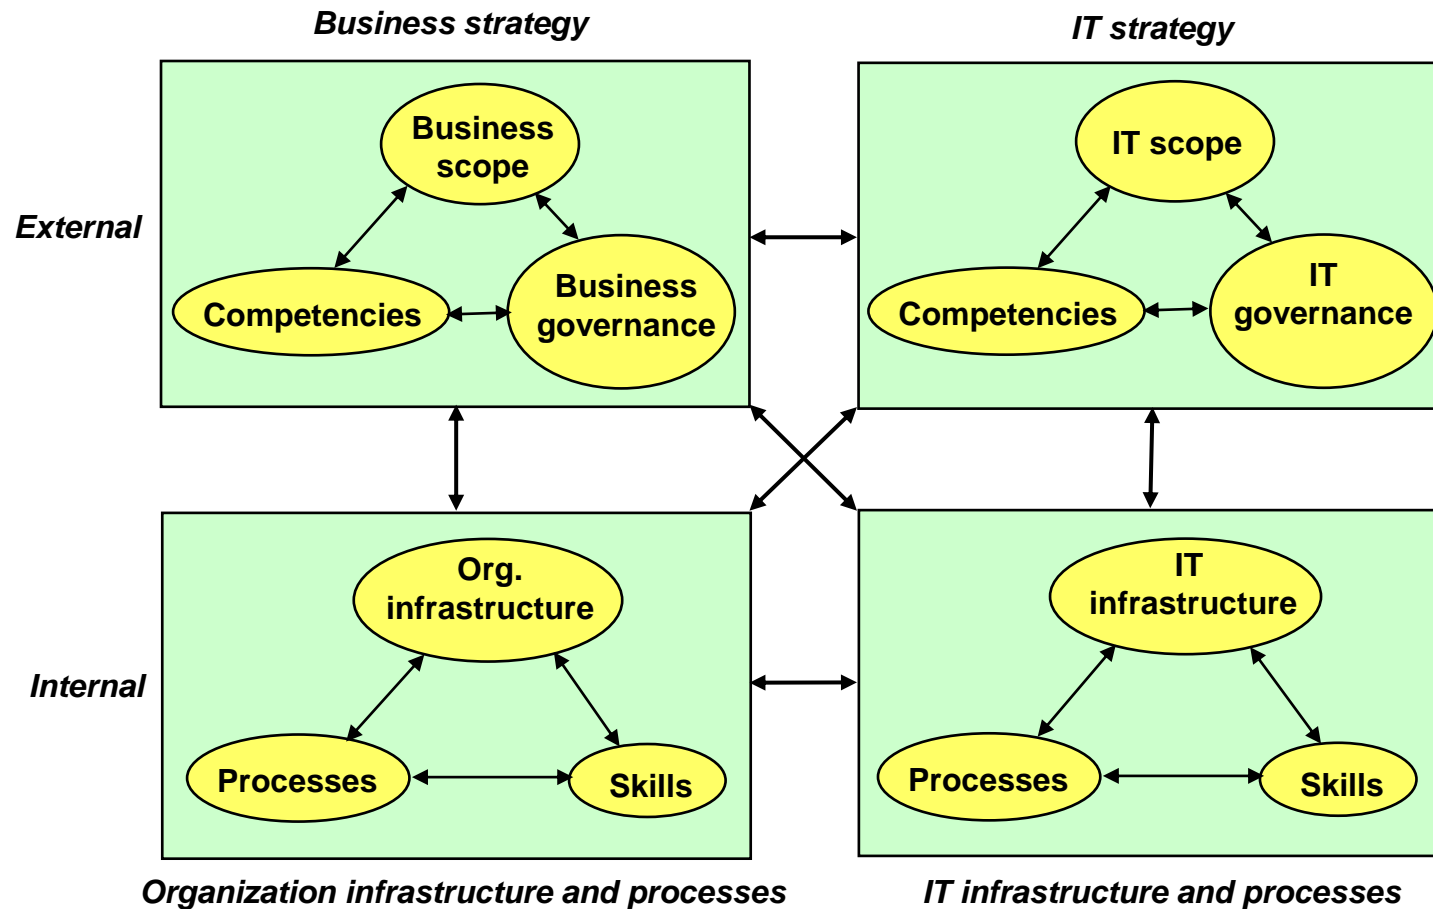 Business strategy
IT strategy
External
Business
scope
Competencies
Business
governance
IT scope
Competencies
IT
governance
Internal
Org.
infrastructure
Processes
Skills
IT
infrastructure
Processes
Skills
Organization infrastructure and processes
IT infrastructure and processes